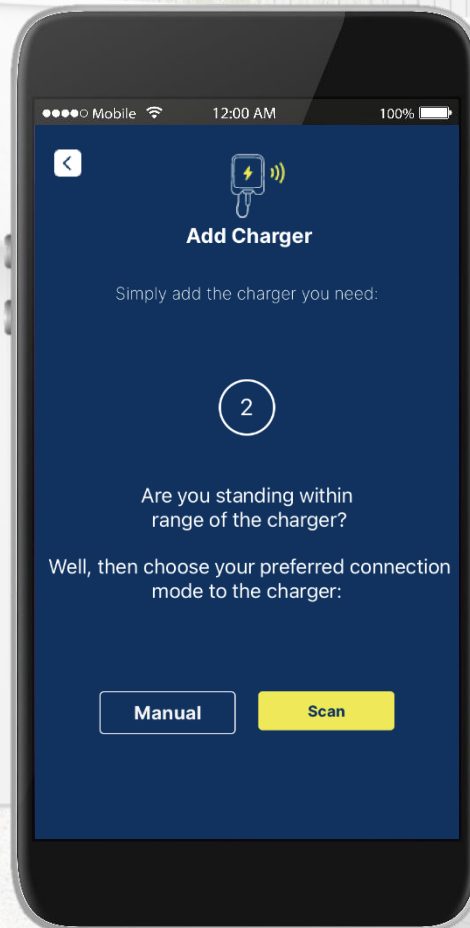 Mobile 12:00 AM 100%
Add Charger
Simply add the charger you need:
2
Are you standing within
range of the charger?
Well, then choose your preferred connection
mode to the charger:
Manual Scan